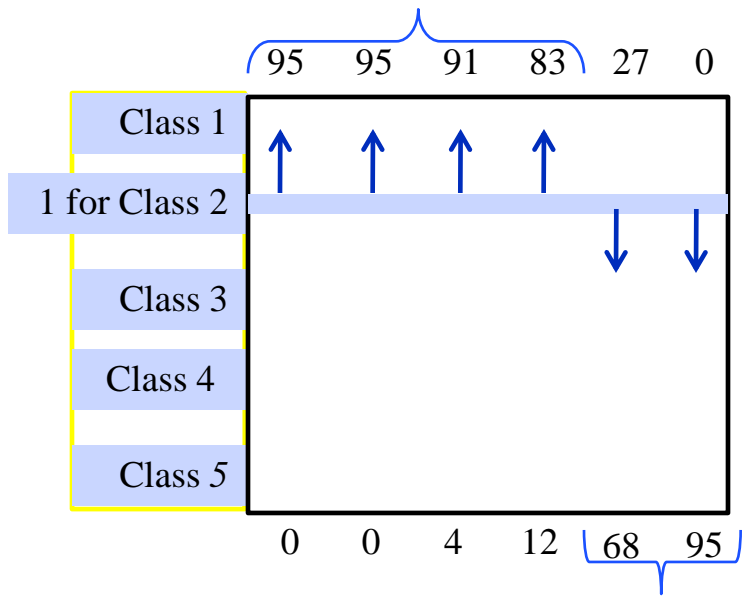 95 95 91 83 27 0
Class 1
1 for Class 2
Class 3
Class 4
Class 5
0 0 4 12 68 95